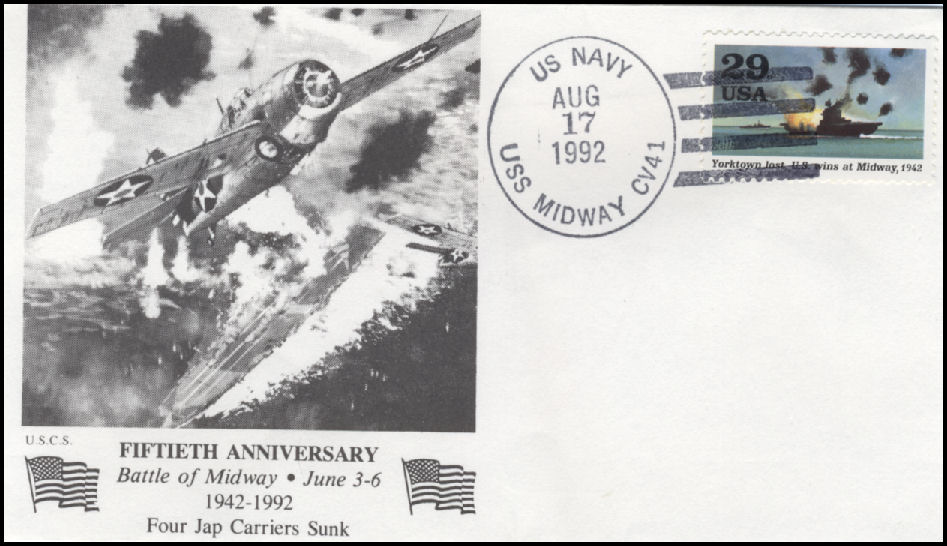 US NAVY
AUG
17
1992
USS MIDWAY CV41
29
USA
Yorktown lost, U.S. wins at Midway, 1942
U.S.C.S.
FIFTIETH ANNIVERSARY
Battle of Midway • June 3-6
1942-1992
Four Jap Carriers Sunk